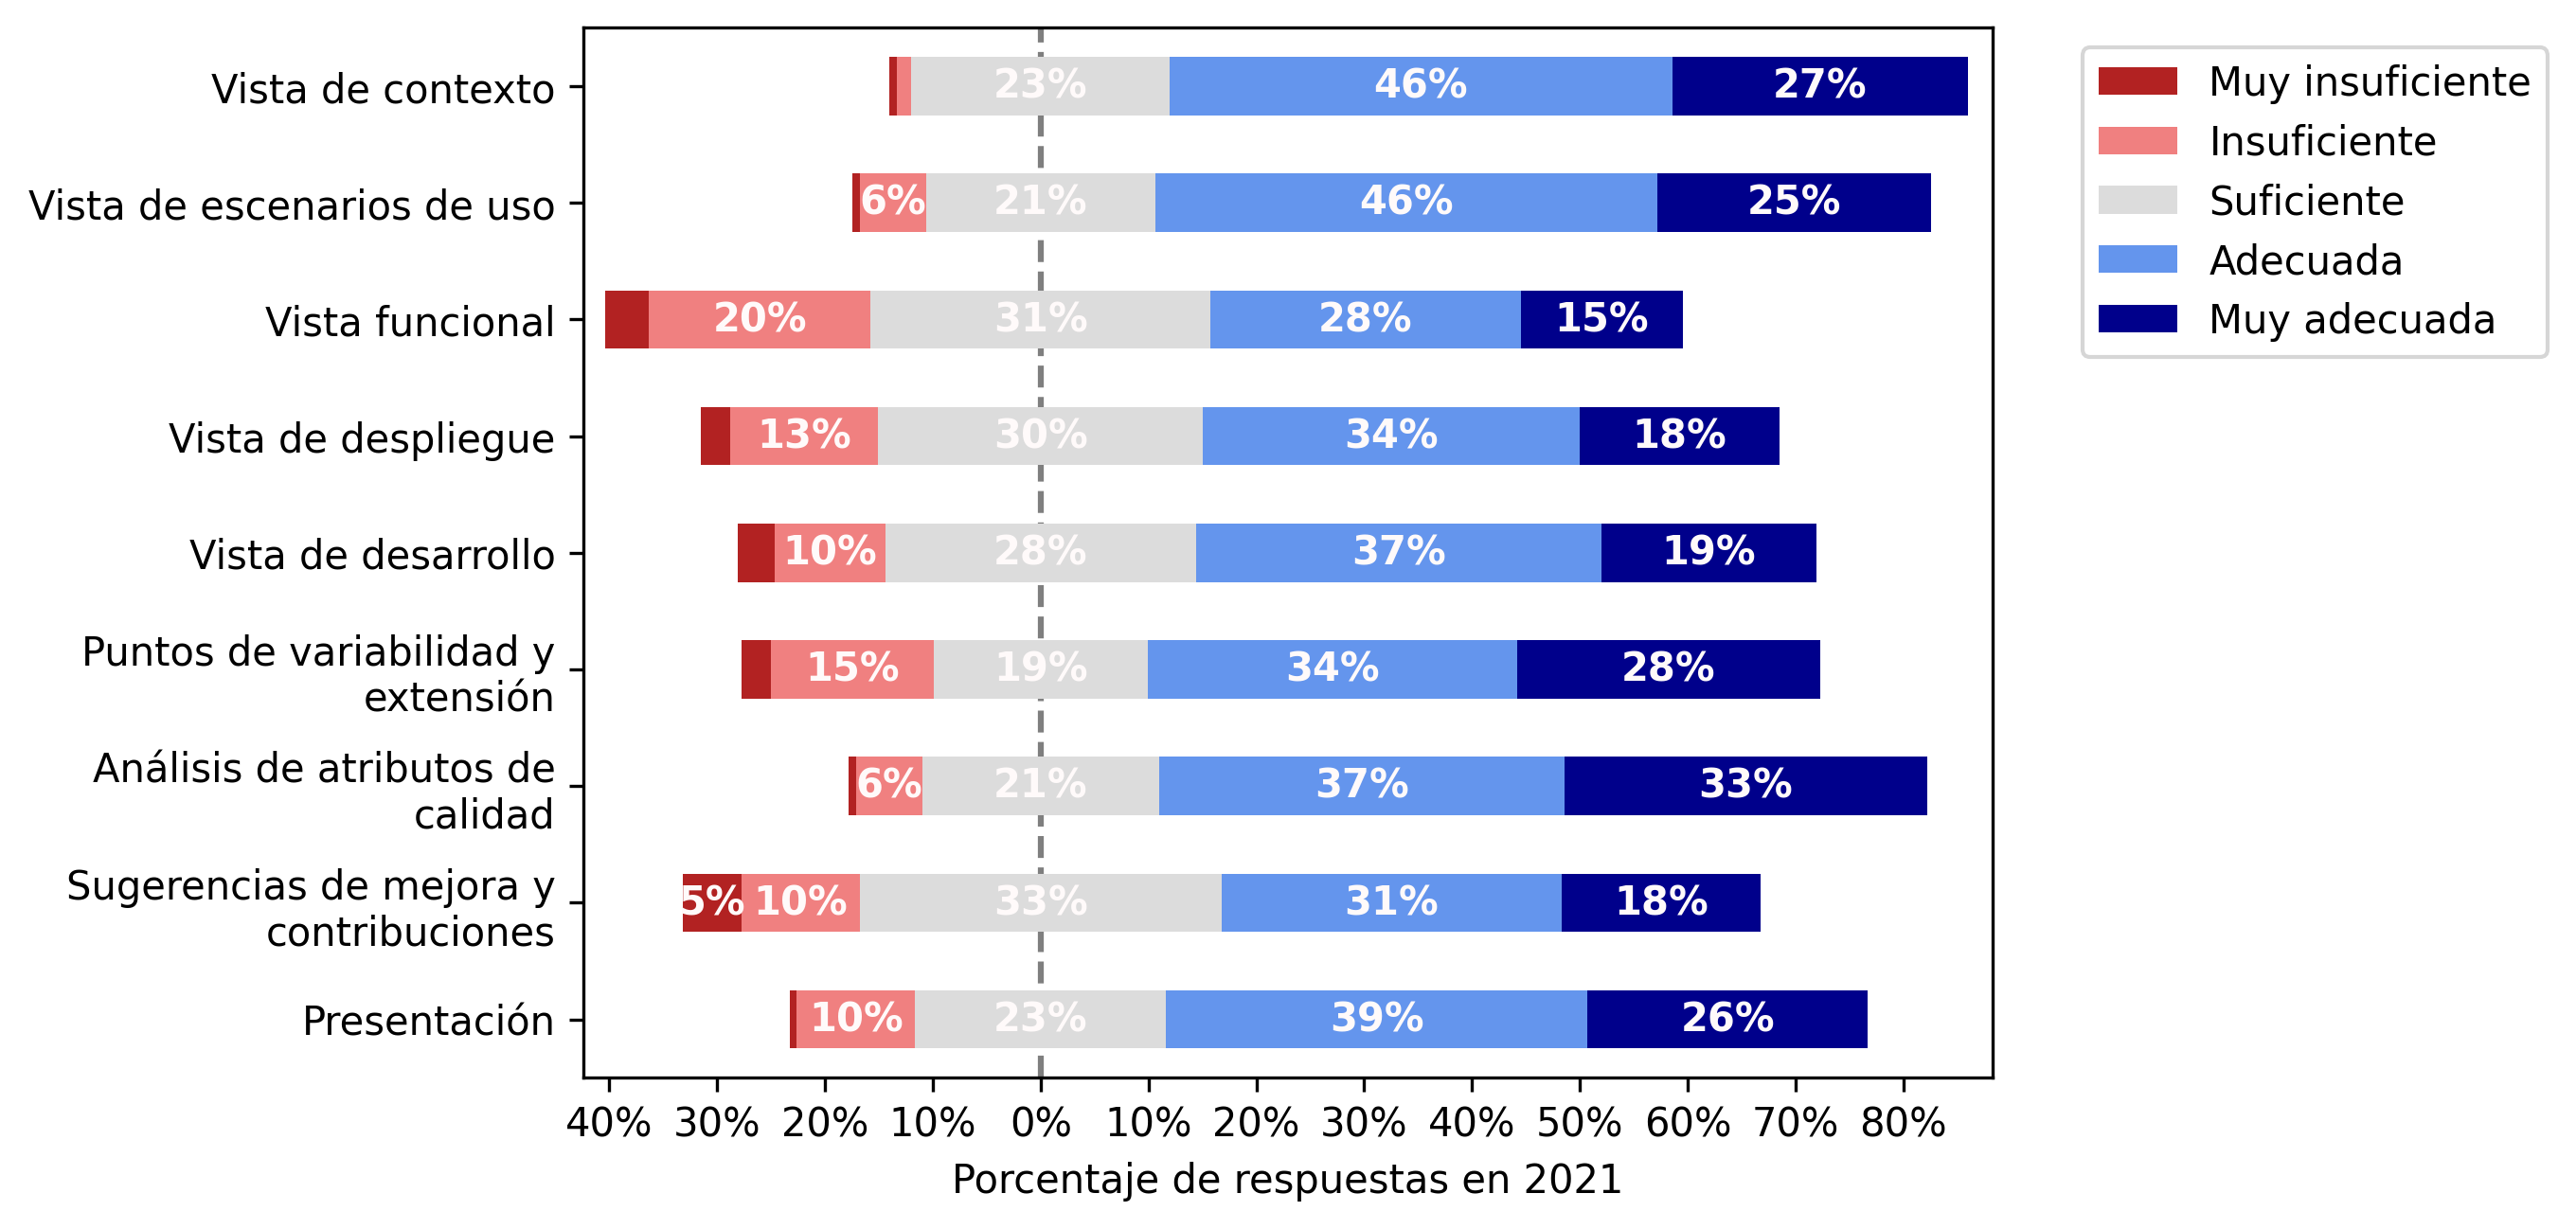 Vista de contexto
23% 46% 27%
Vista de escenarios de uso
6% 21% 46% 25%
Vista funcional
20% 31% 28% 15%
Vista de despliegue
13% 30% 34% 18%
Vista de desarrollo
10% 28% 37% 19%
Puntos de variabilidad y
extensión
15% 19% 34% 28%
Análisis de atributos de
calidad
6% 21% 37% 33%
Sugerencias de mejora y
contribuciones
5% 10% 33% 31% 18%
Presentación
10% 23% 39% 26%
40% 30% 20% 10% 0% 10% 20% 30% 40% 50% 60% 70% 80%
Porcentaje de respuestas en 2021
Muy insuficiente
Insuficiente
Suficiente
Adecuada
Muy adecuada